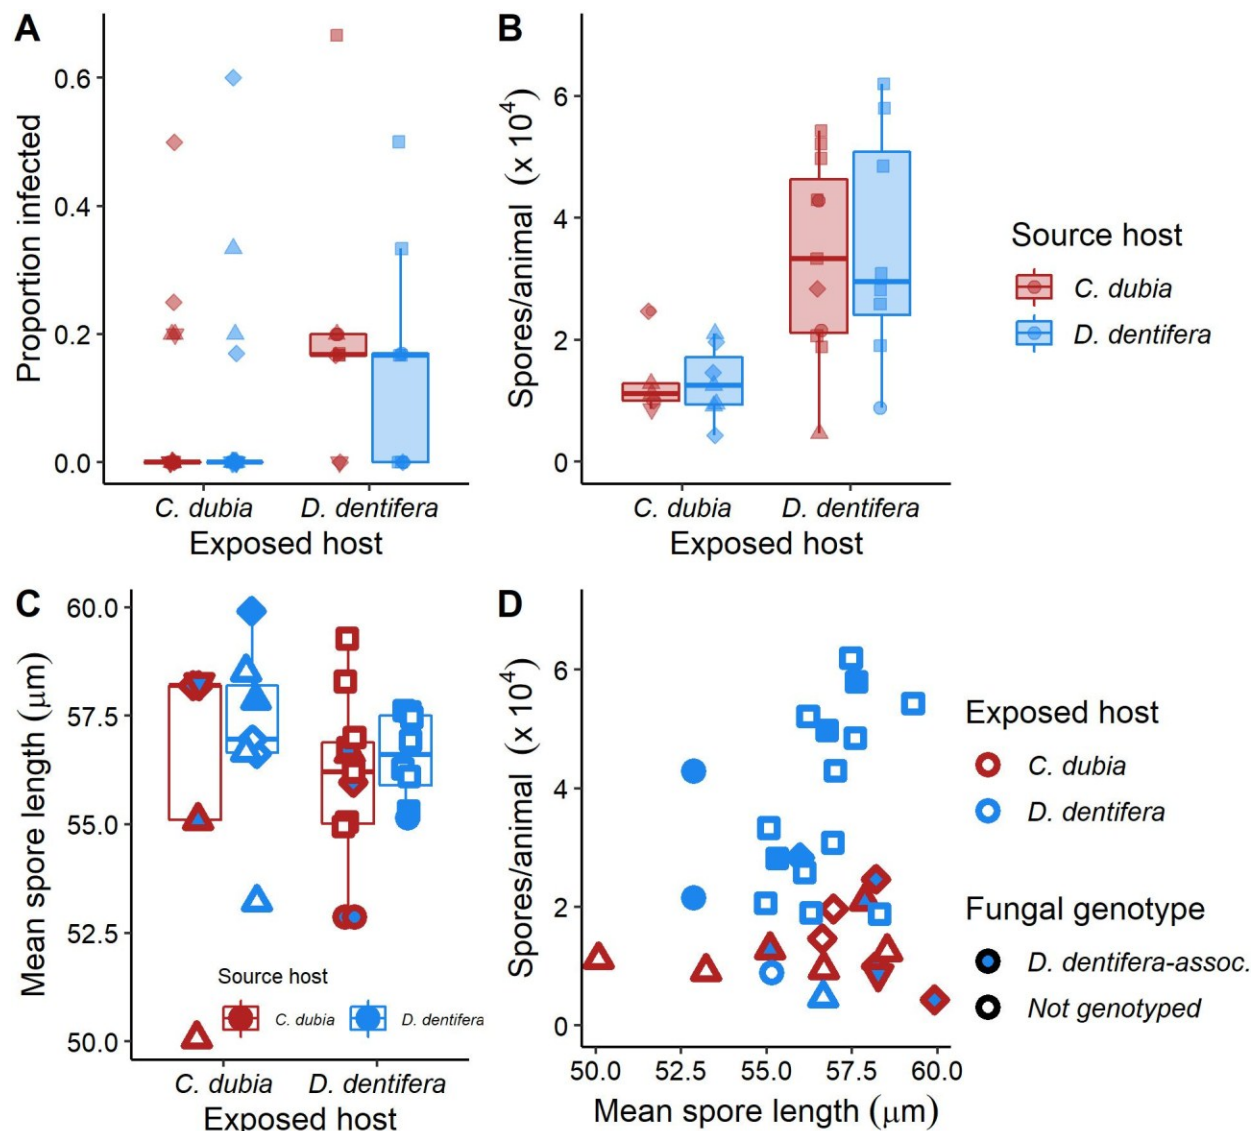 A
Proportion infected
0.6
0.4
0.2
0.0
C. dubia
D. dentifera
Exposed host
B
Spores/animal (x 10⁴)
6
4
2
0
C. dubia
D. dentifera
Exposed host
Source host
C. dubia
D. dentifera
C
Mean spore length (μm)
60.0
57.5
55.0
52.5
50.0
Source host
C. dubia
D. dentifera
C. dubia
D. dentifera
Exposed host
D
Spores/animal (x 10⁴)
6
4
2
0
50.0
52.5
55.0
57.5
60.0
Mean spore length (μm)
Exposed host
C. dubia
D. dentifera
Fungal genotype
D. dentifera-assoc.
Not genotyped